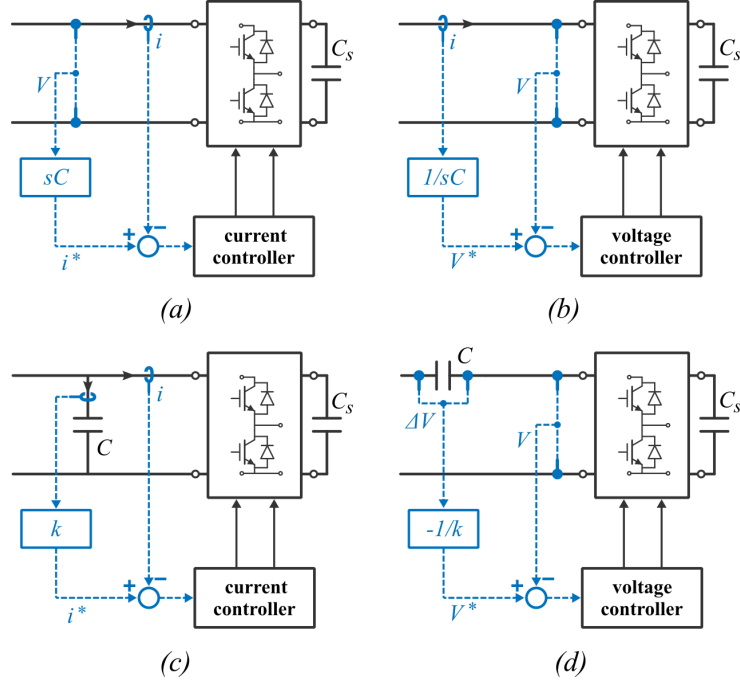 i
V
C_s
sC
+
−
i*
current
controller
(a)
i
V
C_s
1/sC
+
−
V*
voltage
controller
(b)
i
C
C_s
k
+
−
i*
current
controller
(c)
C
ΔV
V
C_s
-1/k
+
−
V*
voltage
controller
(d)